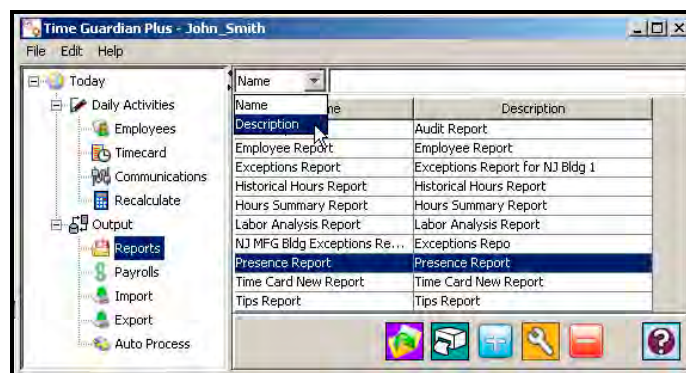 Time Guardian Plus - John_Smith
File Edit Help
Today
Daily Activities
Employees
Timecard
Communications
Recalculate
Output
Reports
Payrolls
Import
Export
Auto Process
Name
Name
Description
me Description
Audit Report
Employee Report Employee Report
Exceptions Report Exceptions Report for NJ Bldg 1
Historical Hours Report Historical Hours Report
Hours Summary Report Hours Summary Report
Labor Analysis Report Labor Analysis Report
NJ MFG Bldg Exceptions Re... Exceptions Repo
Presence Report Presence Report
Time Card New Report Time Card New Report
Tips Report Tips Report